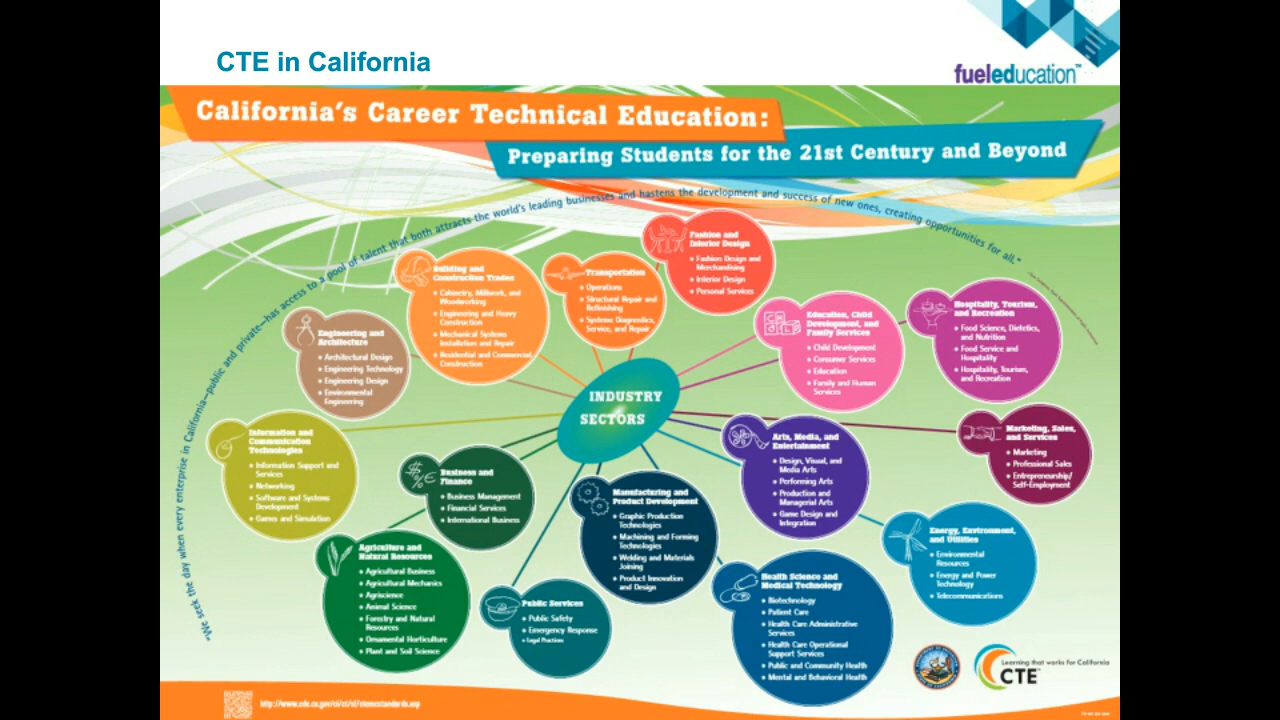 CTE in California
fueleducation™
California's Career Technical Education:
Preparing Students for the 21st Century and Beyond
"We seek the day when every enterprise in California—public and private—has access to a pool of talent that both attracts the world's leading businesses and hastens the development and success of new ones, creating opportunities for all."
Fashion and
Interior Design
• Fashion Design and
Merchandising
• Interior Design
• Personal Services
Building and
Construction Trades
• Cabinetry, Millwork, and
Woodworking
• Engineering and Heavy
Construction
• Mechanical Systems
Installation and Repair
• Residential and Commercial
Construction
Transportation
• Operations
• Structural Repair and
Refinishing
• Systems Diagnostics,
Service, and Repair
Education, Child
Development, and
Family Services
• Child Development
• Consumer Services
• Education
• Family and Human
Services
Hospitality, Tourism,
and Recreation
• Food Science, Dietetics,
and Nutrition
• Food Service and
Hospitality
• Hospitality, Tourism,
and Recreation
Engineering and
Architecture
• Architectural Design
• Engineering Technology
• Engineering Design
• Environmental
Engineering
INDUSTRY
SECTORS
Information and
Communication
Technologies
• Information Support and
Services
• Networking
• Software and Systems
Development
• Games and Simulation
Business and
Finance
• Business Management
• Financial Services
• International Business
Manufacturing and
Product Development
• Graphic Production
Technologies
• Machining and Forming
Technologies
• Welding and Materials
Joining
• Product Innovation
and Design
Arts, Media, and
Entertainment
• Design, Visual, and
Media Arts
• Performing Arts
• Production and
Managerial Arts
• Game Design and
Integration
Marketing, Sales,
and Services
• Marketing
• Professional Sales
• Entrepreneurship/
Self-Employment
Agriculture and
Natural Resources
• Agricultural Business
• Agricultural Mechanics
• Agriscience
• Animal Science
• Forestry and Natural
Resources
• Ornamental Horticulture
• Plant and Soil Science
Public Services
• Public Safety
• Emergency Response
• Legal Practices
Health Science and
Medical Technology
• Biotechnology
• Patient Care
• Health Care Administrative
Services
• Health Care Operational
Support Services
• Public and Community Health
• Mental and Behavioral Health
Energy, Environment,
and Utilities
• Environmental
Resources
• Energy and Power
Technology
• Telecommunications
Learning that works for California
CTE™